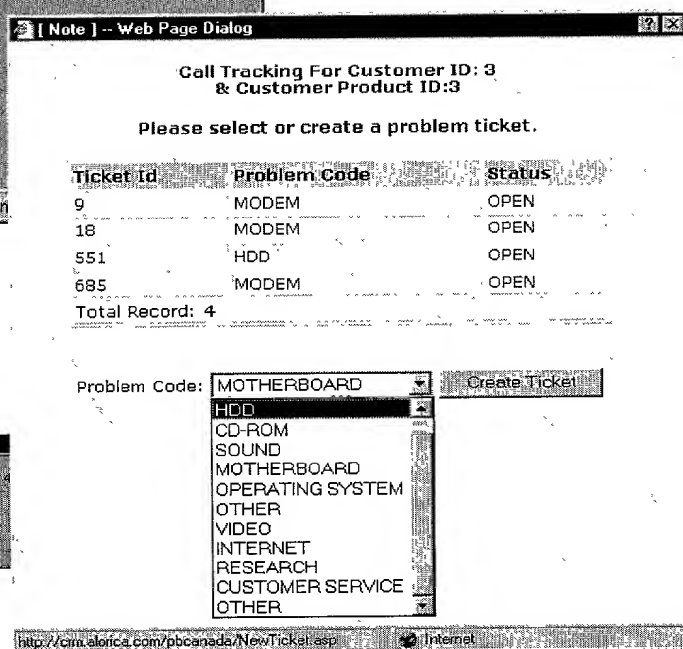 [ Note ] -- Web Page Dialog
Call Tracking For Customer ID: 3
& Customer Product ID:3
Please select or create a problem ticket.
Ticket Id Problem Code Status
9 MODEM OPEN
18 MODEM OPEN
551 HDD OPEN
685 MODEM OPEN
Total Record: 4
Problem Code: MOTHERBOARD Create Ticket
HDD
CD-ROM
SOUND
MOTHERBOARD
OPERATING SYSTEM
OTHER
VIDEO
INTERNET
RESEARCH
CUSTOMER SERVICE
OTHER
http://crm.alorica.com/pbcanada/NewTicket.asp Internet